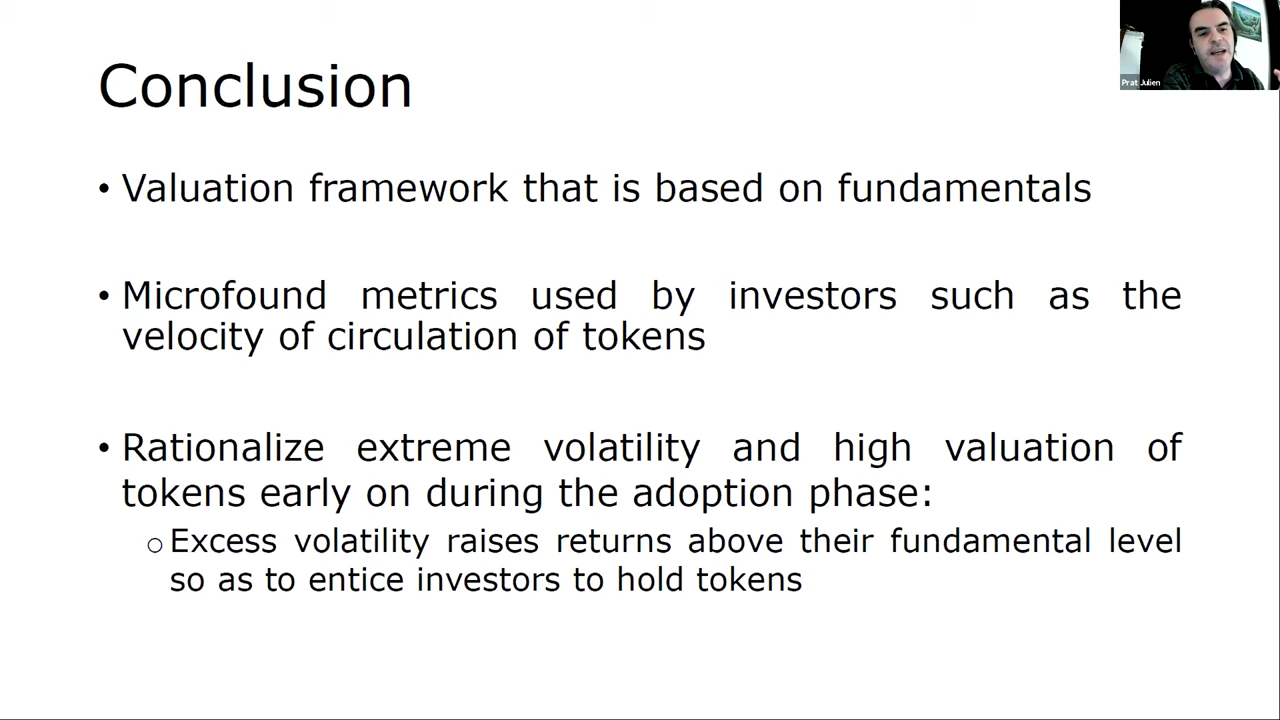 Prat Julien
Conclusion
• Valuation framework that is based on fundamentals
• Microfound metrics used by investors such as the
velocity of circulation of tokens
• Rationalize extreme volatility and high valuation of
tokens early on during the adoption phase:
○ Excess volatility raises returns above their fundamental level
so as to entice investors to hold tokens